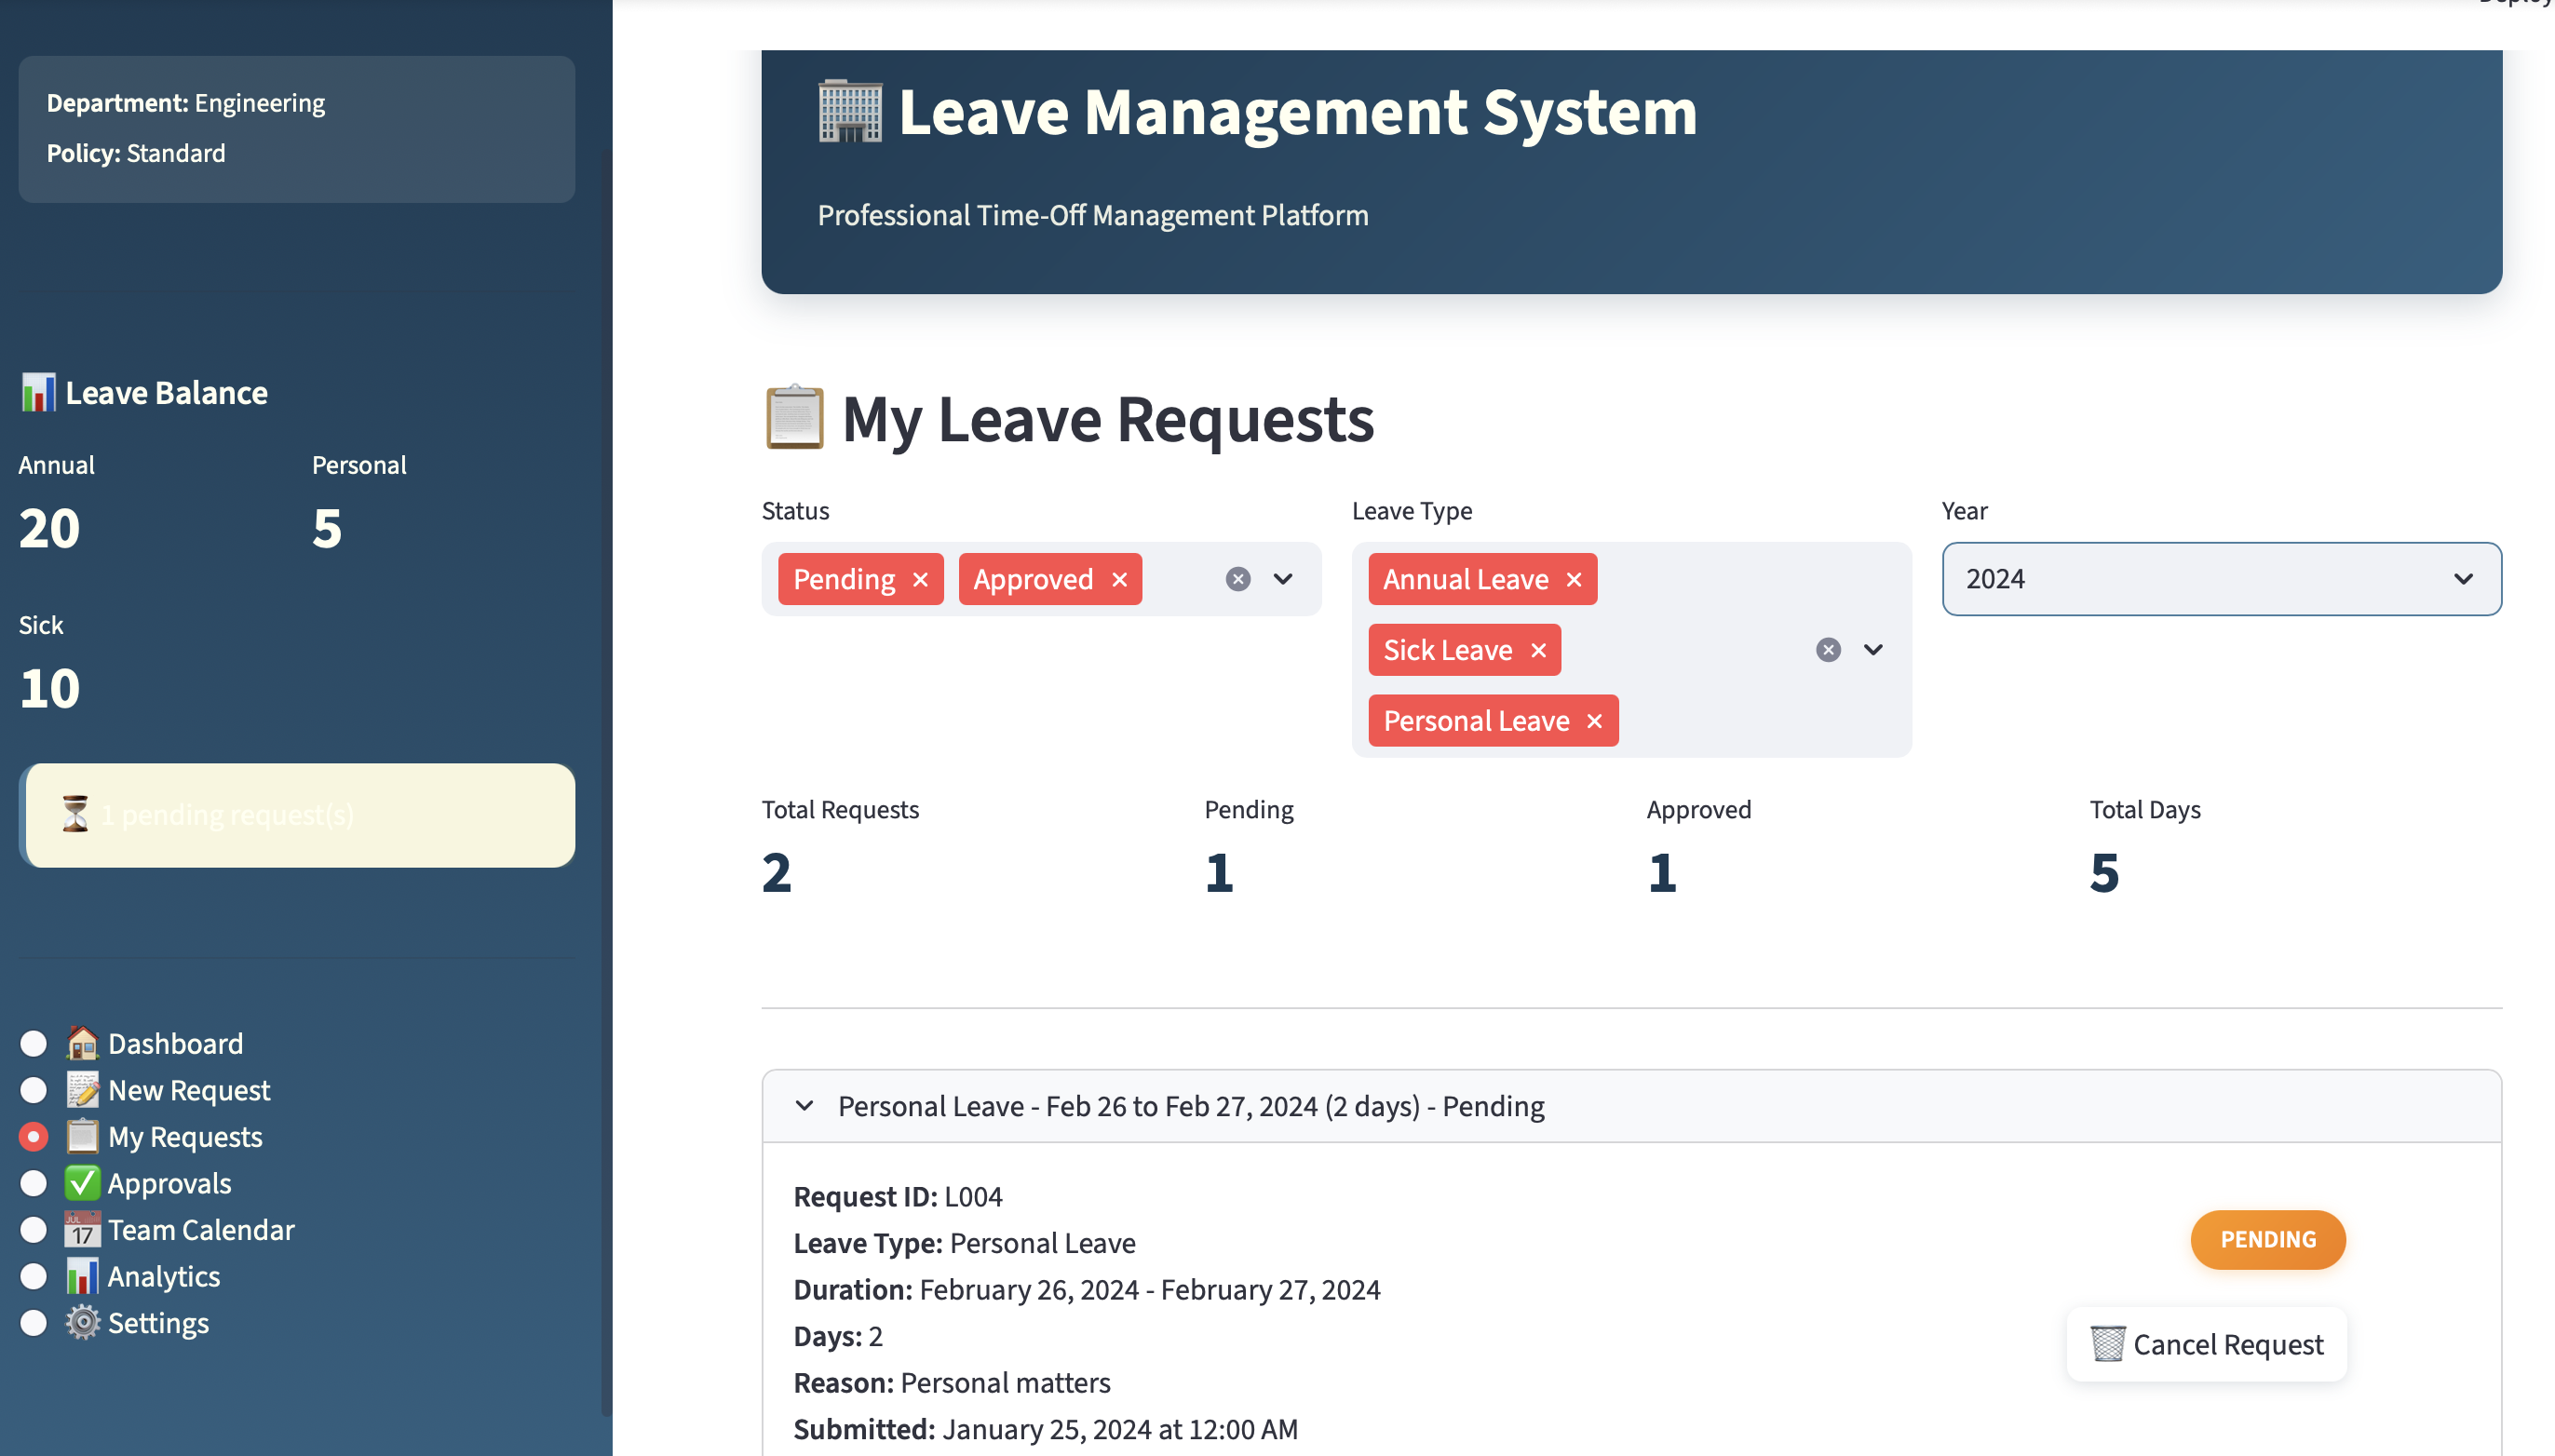 Deploy
Department: Engineering
Policy: Standard
Leave Balance
Annual
Personal
20
5
Sick
10
1 pending request(s)
Dashboard
New Request
My Requests
Approvals
Team Calendar
Analytics
Settings
Leave Management System
Professional Time-Off Management Platform
My Leave Requests
Status
Leave Type
Year
Pending
Approved
Annual Leave
Sick Leave
Personal Leave
2024
Total Requests
Pending
Approved
Total Days
2
1
1
5
Personal Leave - Feb 26 to Feb 27, 2024 (2 days) - Pending
Request ID: L004
Leave Type: Personal Leave
Duration: February 26, 2024 - February 27, 2024
Days: 2
Reason: Personal matters
Submitted: January 25, 2024 at 12:00 AM
PENDING
Cancel Request